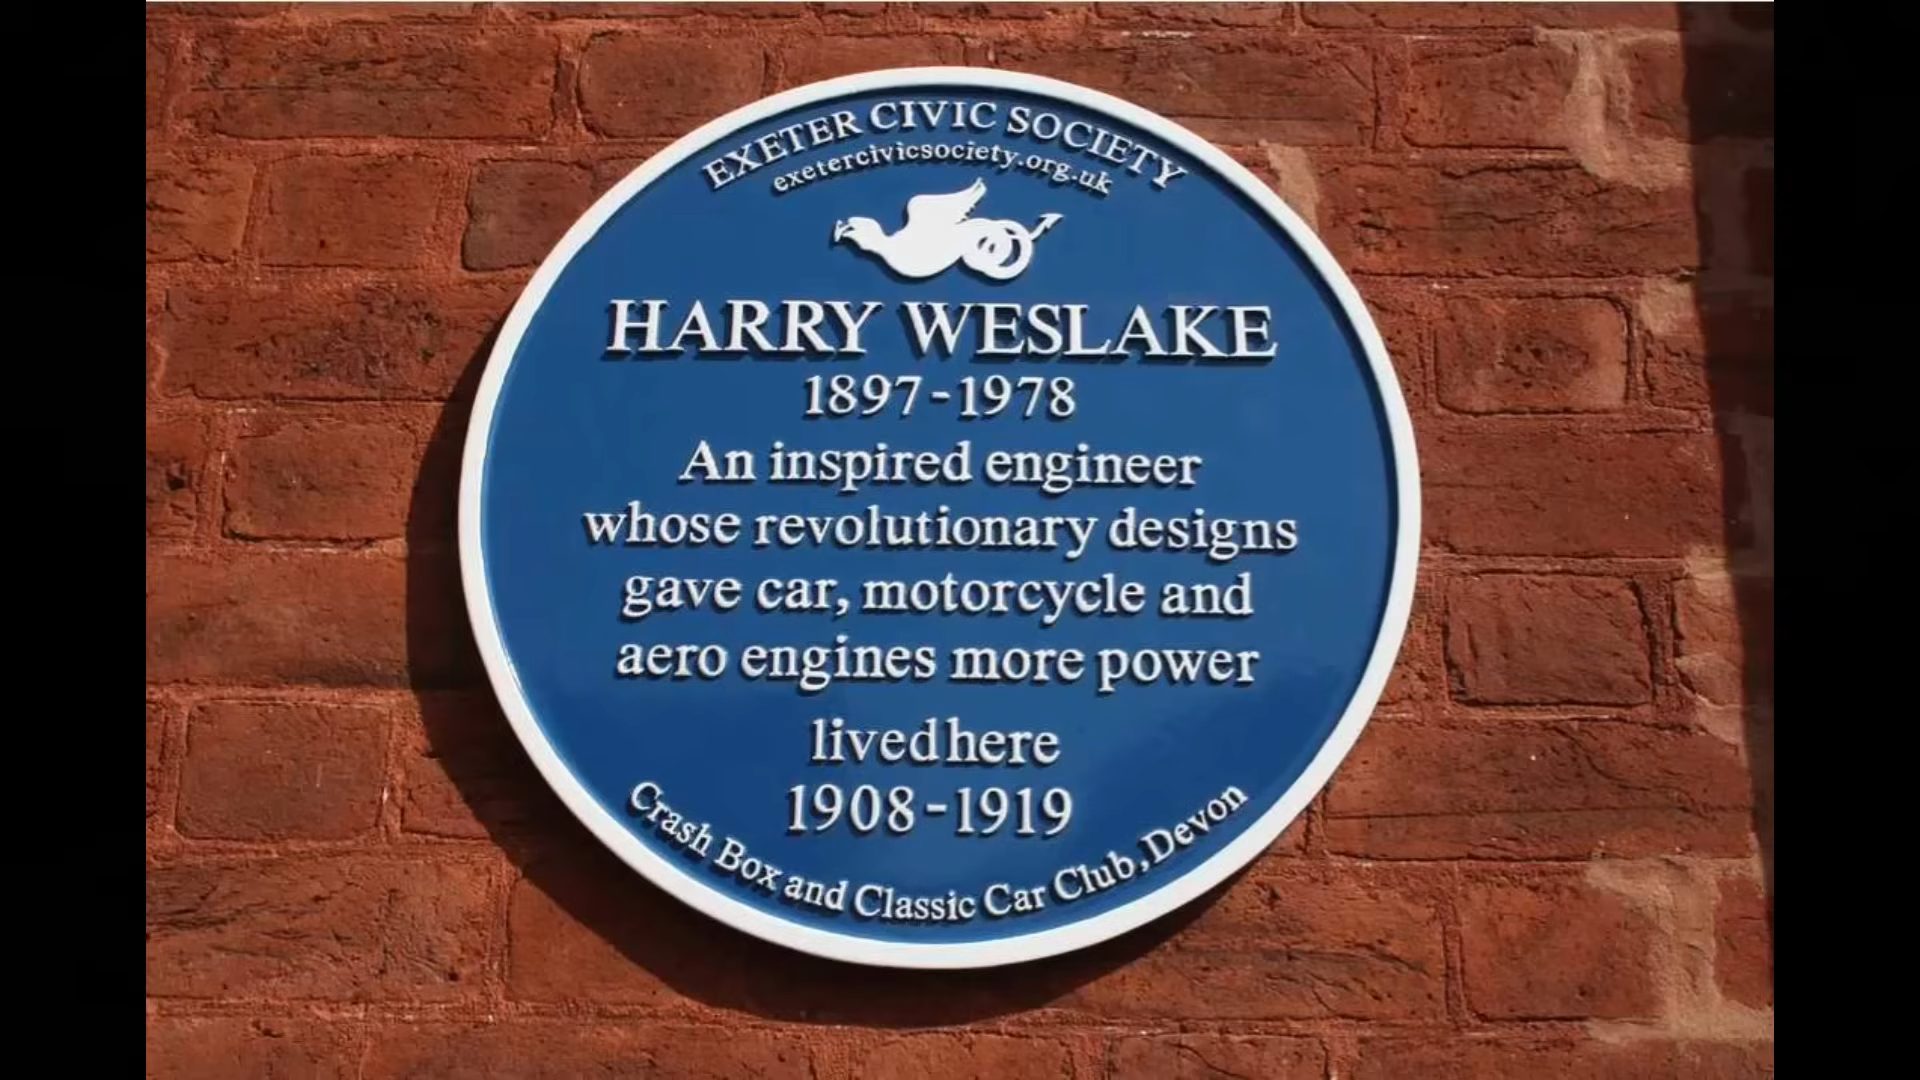 EXETER CIVIC SOCIETY
exetercivicsociety.org.uk
HARRY WESLAKE
1897-1978
An inspired engineer
whose revolutionary designs
gave car, motorcycle and
aero engines more power
lived here
1908-1919
Crash Box and Classic Car Club, Devon